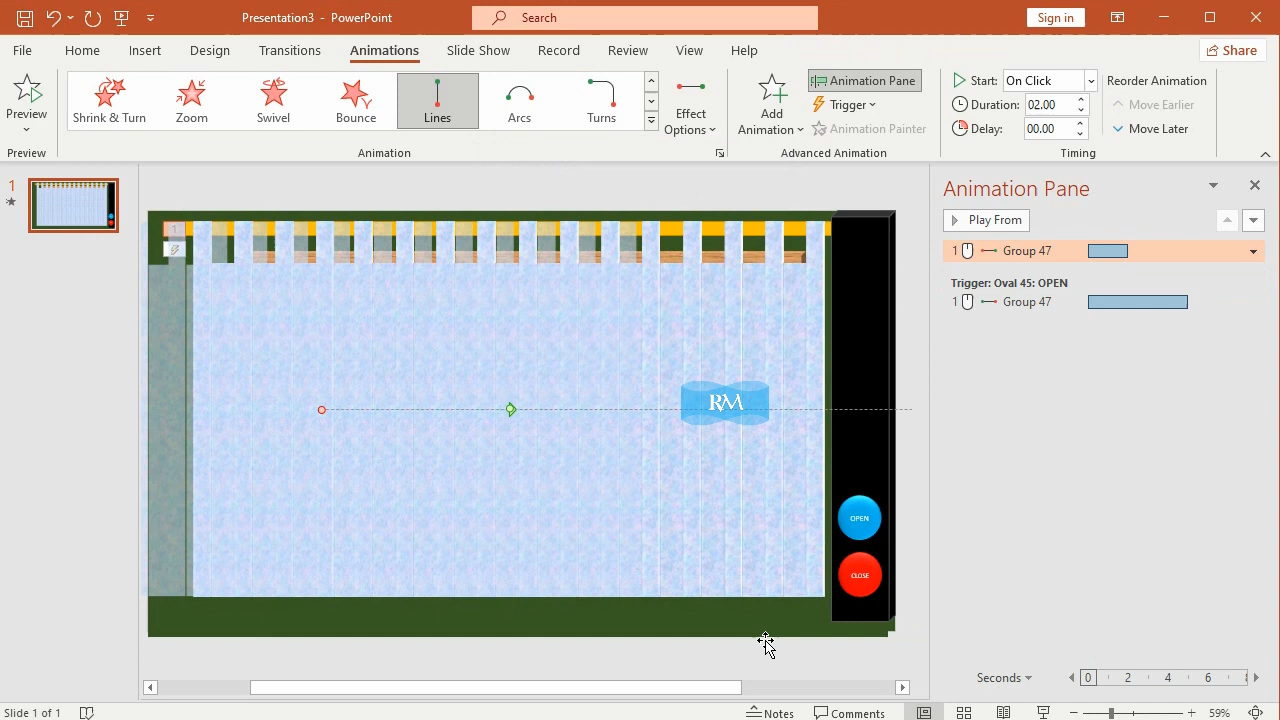 Presentation3 - PowerPoint
Search
Sign in
File Home Insert Design Transitions Animations Slide Show Record Review View Help
Share
Preview
Shrink & Turn Zoom Swivel Bounce Lines Arcs Turns
Effect Options
Add Animation
Animation Pane
Trigger
Animation Painter
Start: On Click
Duration: 02.00
Delay: 00.00
Reorder Animation
Move Earlier
Move Later
Preview Animation Advanced Animation Timing
1
1
RM
OPEN
CLOSE
Animation Pane
Play From
1 Group 47
Trigger: Oval 45: OPEN
1 Group 47
Seconds 0 2 4 6
Slide 1 of 1
Notes Comments 59%